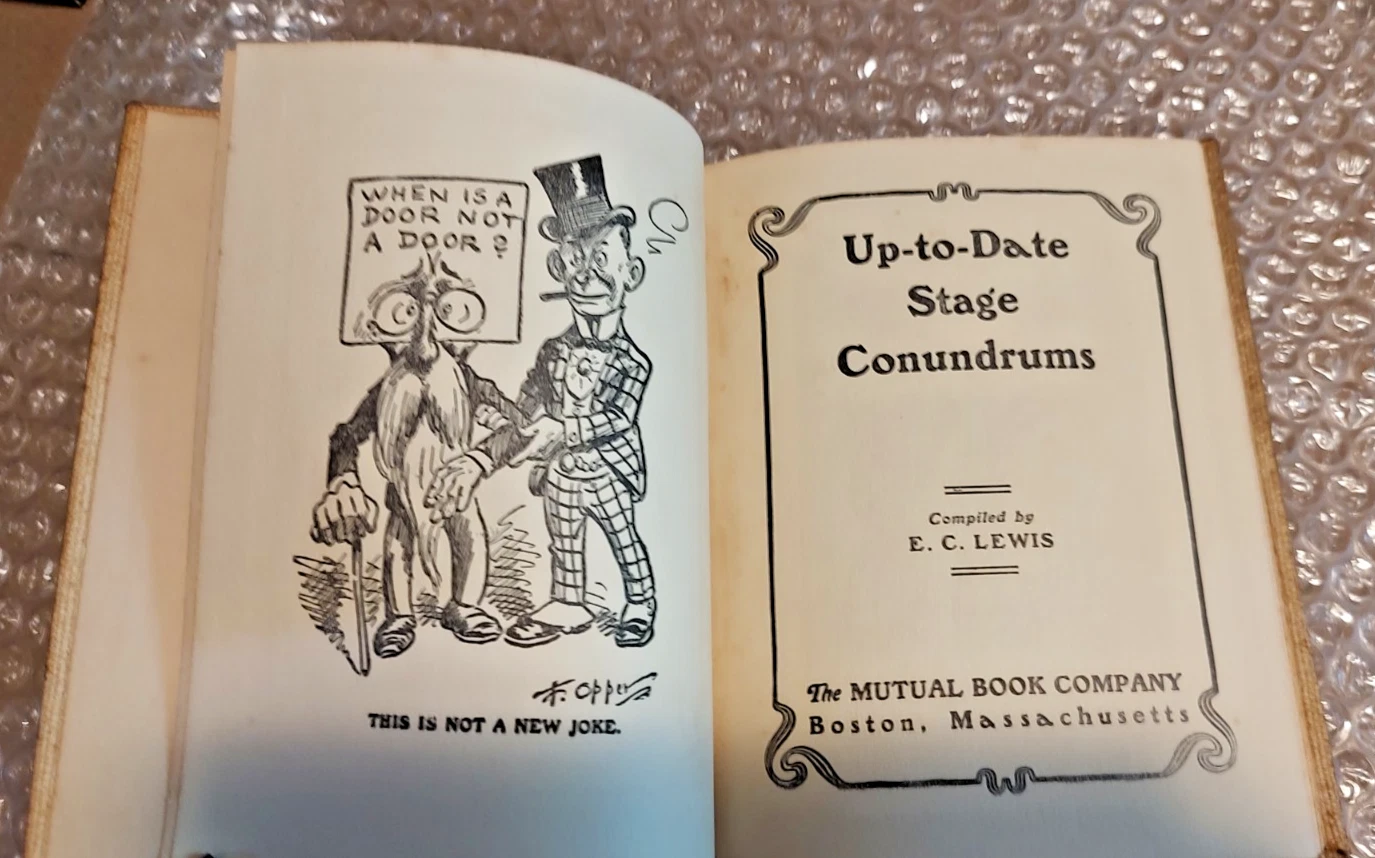 WHEN IS A
DOOR NOT
A DOOR?
F. Opper
THIS IS NOT A NEW JOKE.
Up-to-Date
Stage
Conundrums
Compiled by
E. C. LEWIS
The MUTUAL BOOK COMPANY
Boston, Massachusetts